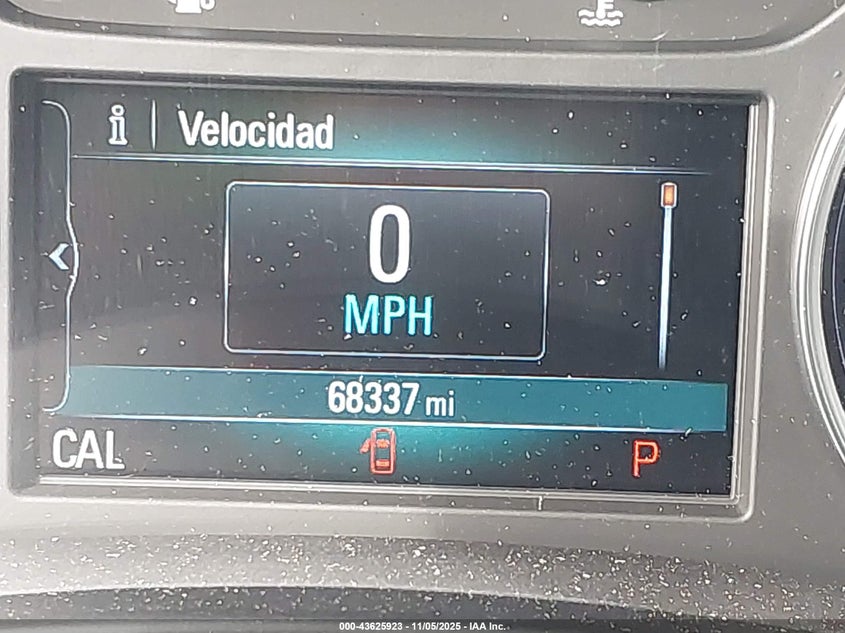 i | Velocidad
0
MPH
68337 mi
CAL
P
000-43625923 - 11/05/2025 - IAA Inc.